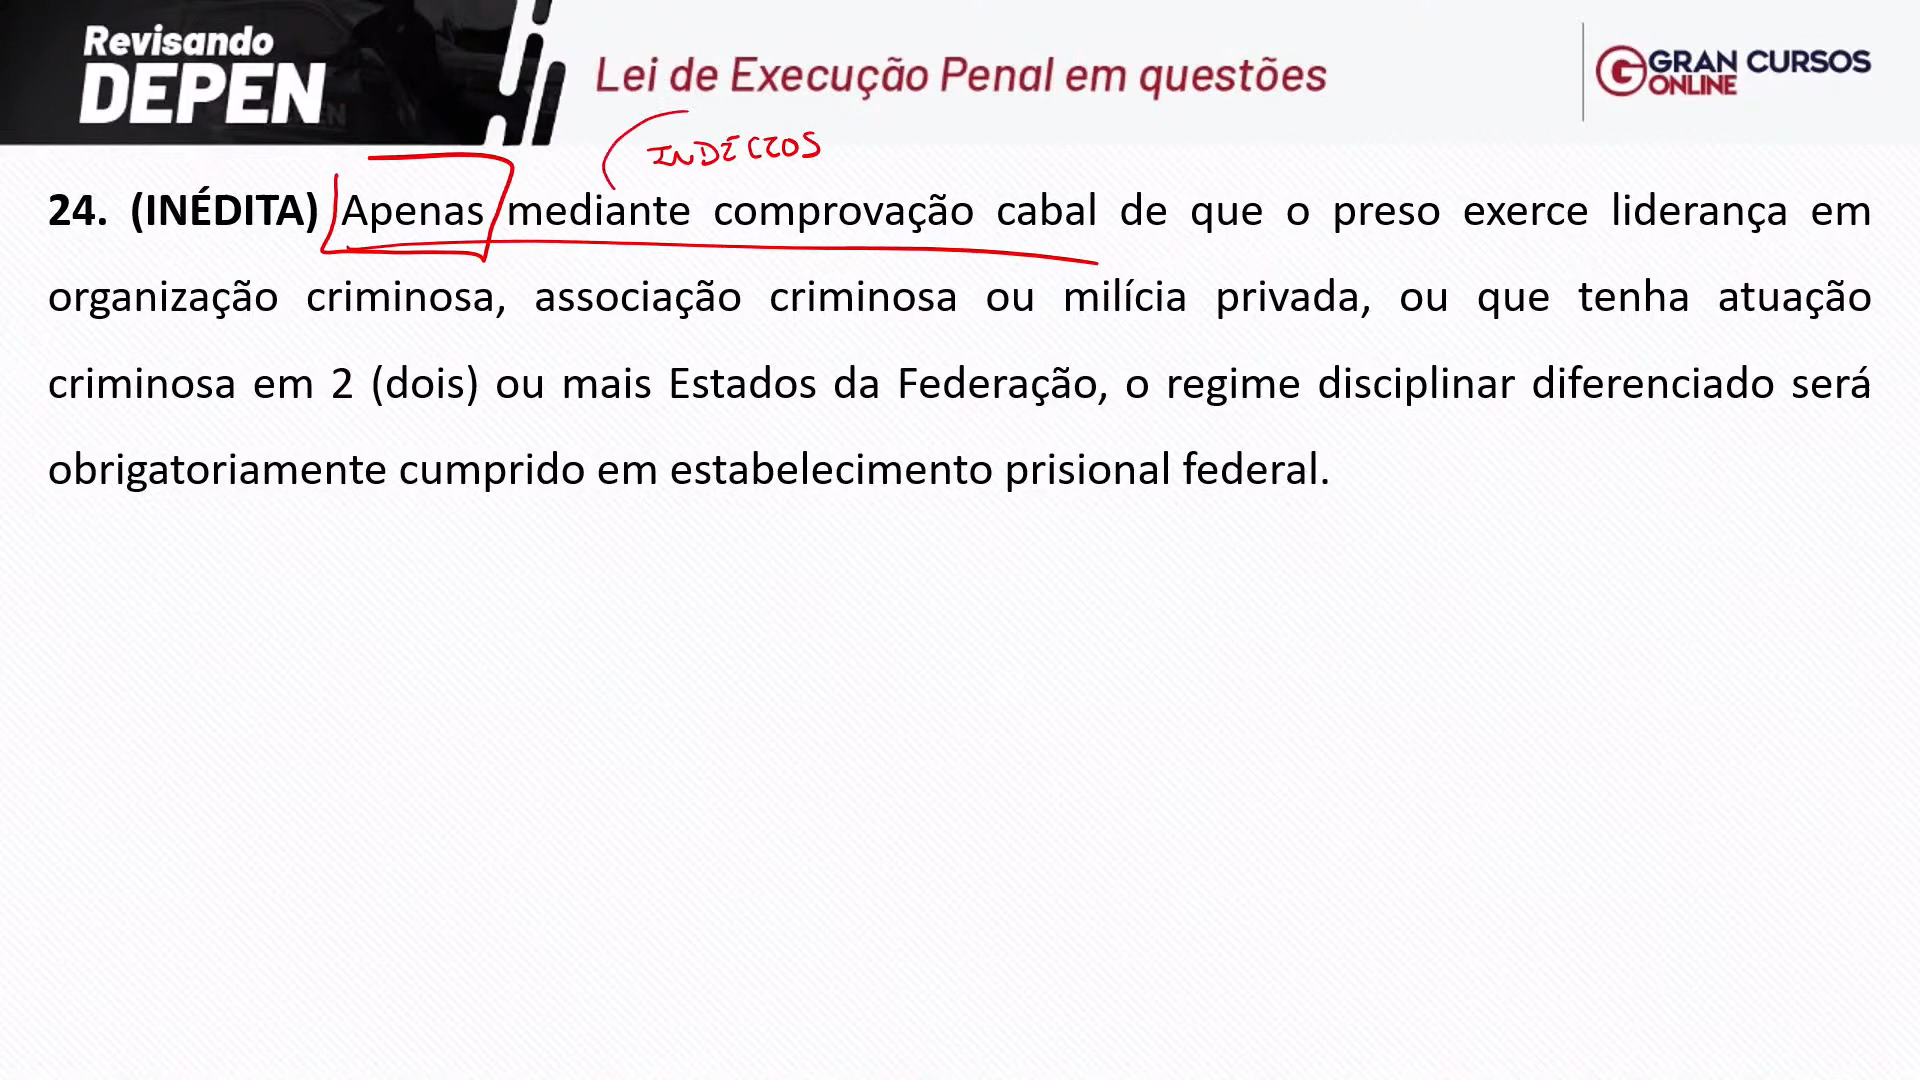 Revisando
DEPEN
Lei de Execução Penal em questões
GRAN CURSOS
ONLINE
INDÍCIOS
24. (INÉDITA) Apenas mediante comprovação cabal de que o preso exerce liderança em
organização criminosa, associação criminosa ou milícia privada, ou que tenha atuação
criminosa em 2 (dois) ou mais Estados da Federação, o regime disciplinar diferenciado será
obrigatoriamente cumprido em estabelecimento prisional federal.